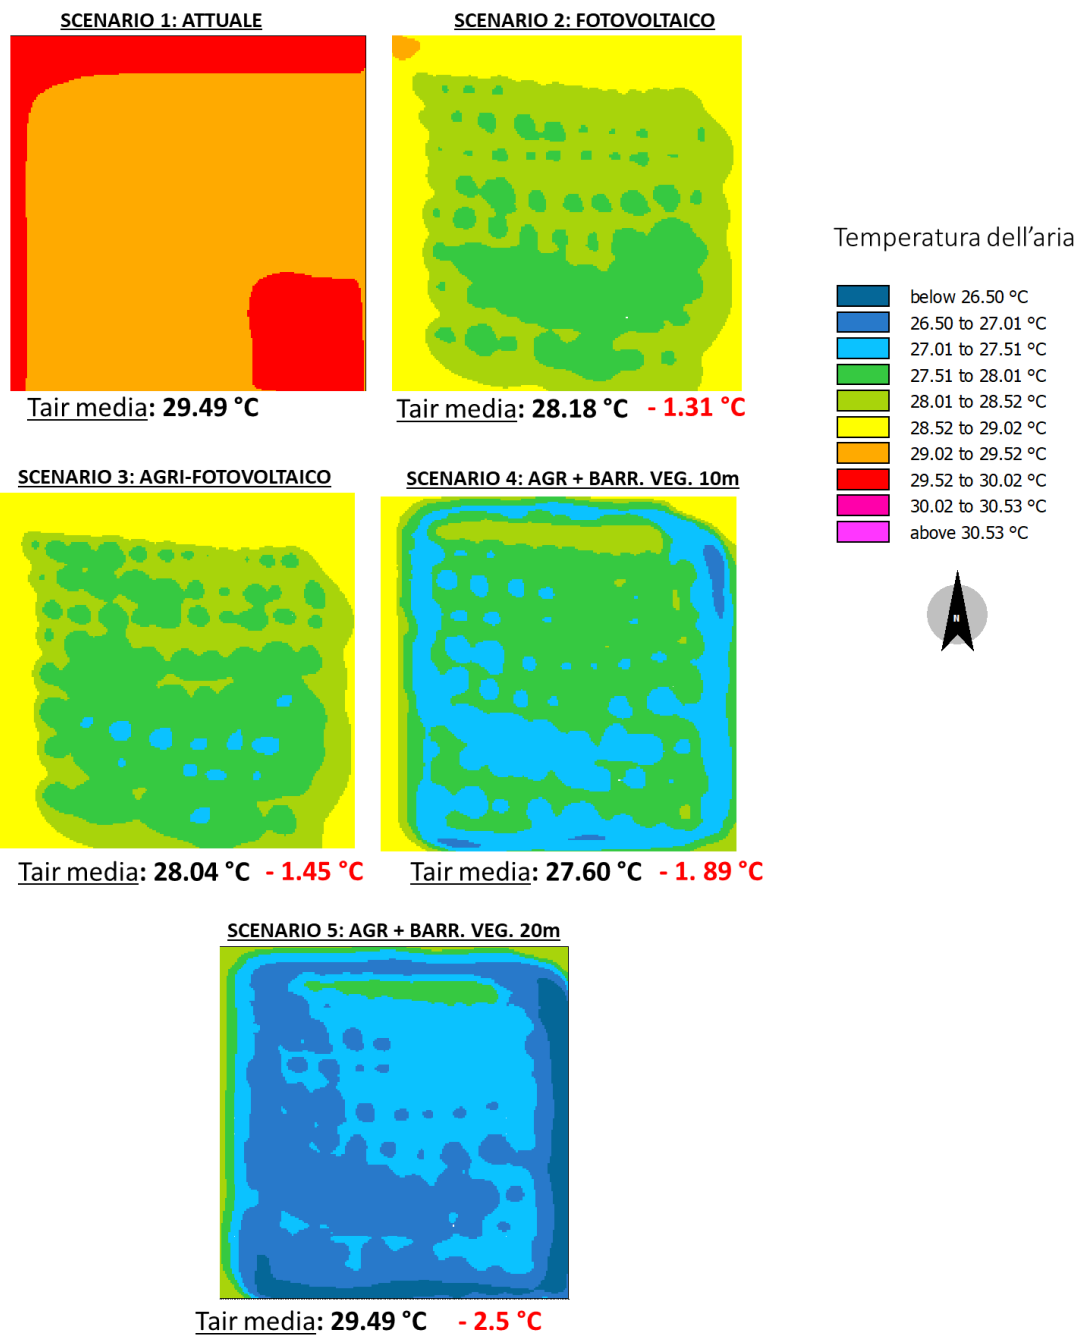 SCENARIO 1: ATTUALE
SCENARIO 2: FOTOVOLTAICO
Tair media: 29.49 °C
Tair media: 28.18 °C - 1.31 °C
SCENARIO 3: AGRI-FOTOVOLTAICO
SCENARIO 4: AGR + BARR. VEG. 10m
Tair media: 28.04 °C - 1.45 °C
Tair media: 27.60 °C - 1. 89 °C
SCENARIO 5: AGR + BARR. VEG. 20m
Tair media: 29.49 °C - 2.5 °C
Temperatura dell'aria
below 26.50 °C
26.50 to 27.01 °C
27.01 to 27.51 °C
27.51 to 28.01 °C
28.01 to 28.52 °C
28.52 to 29.02 °C
29.02 to 29.52 °C
29.52 to 30.02 °C
30.02 to 30.53 °C
above 30.53 °C
N